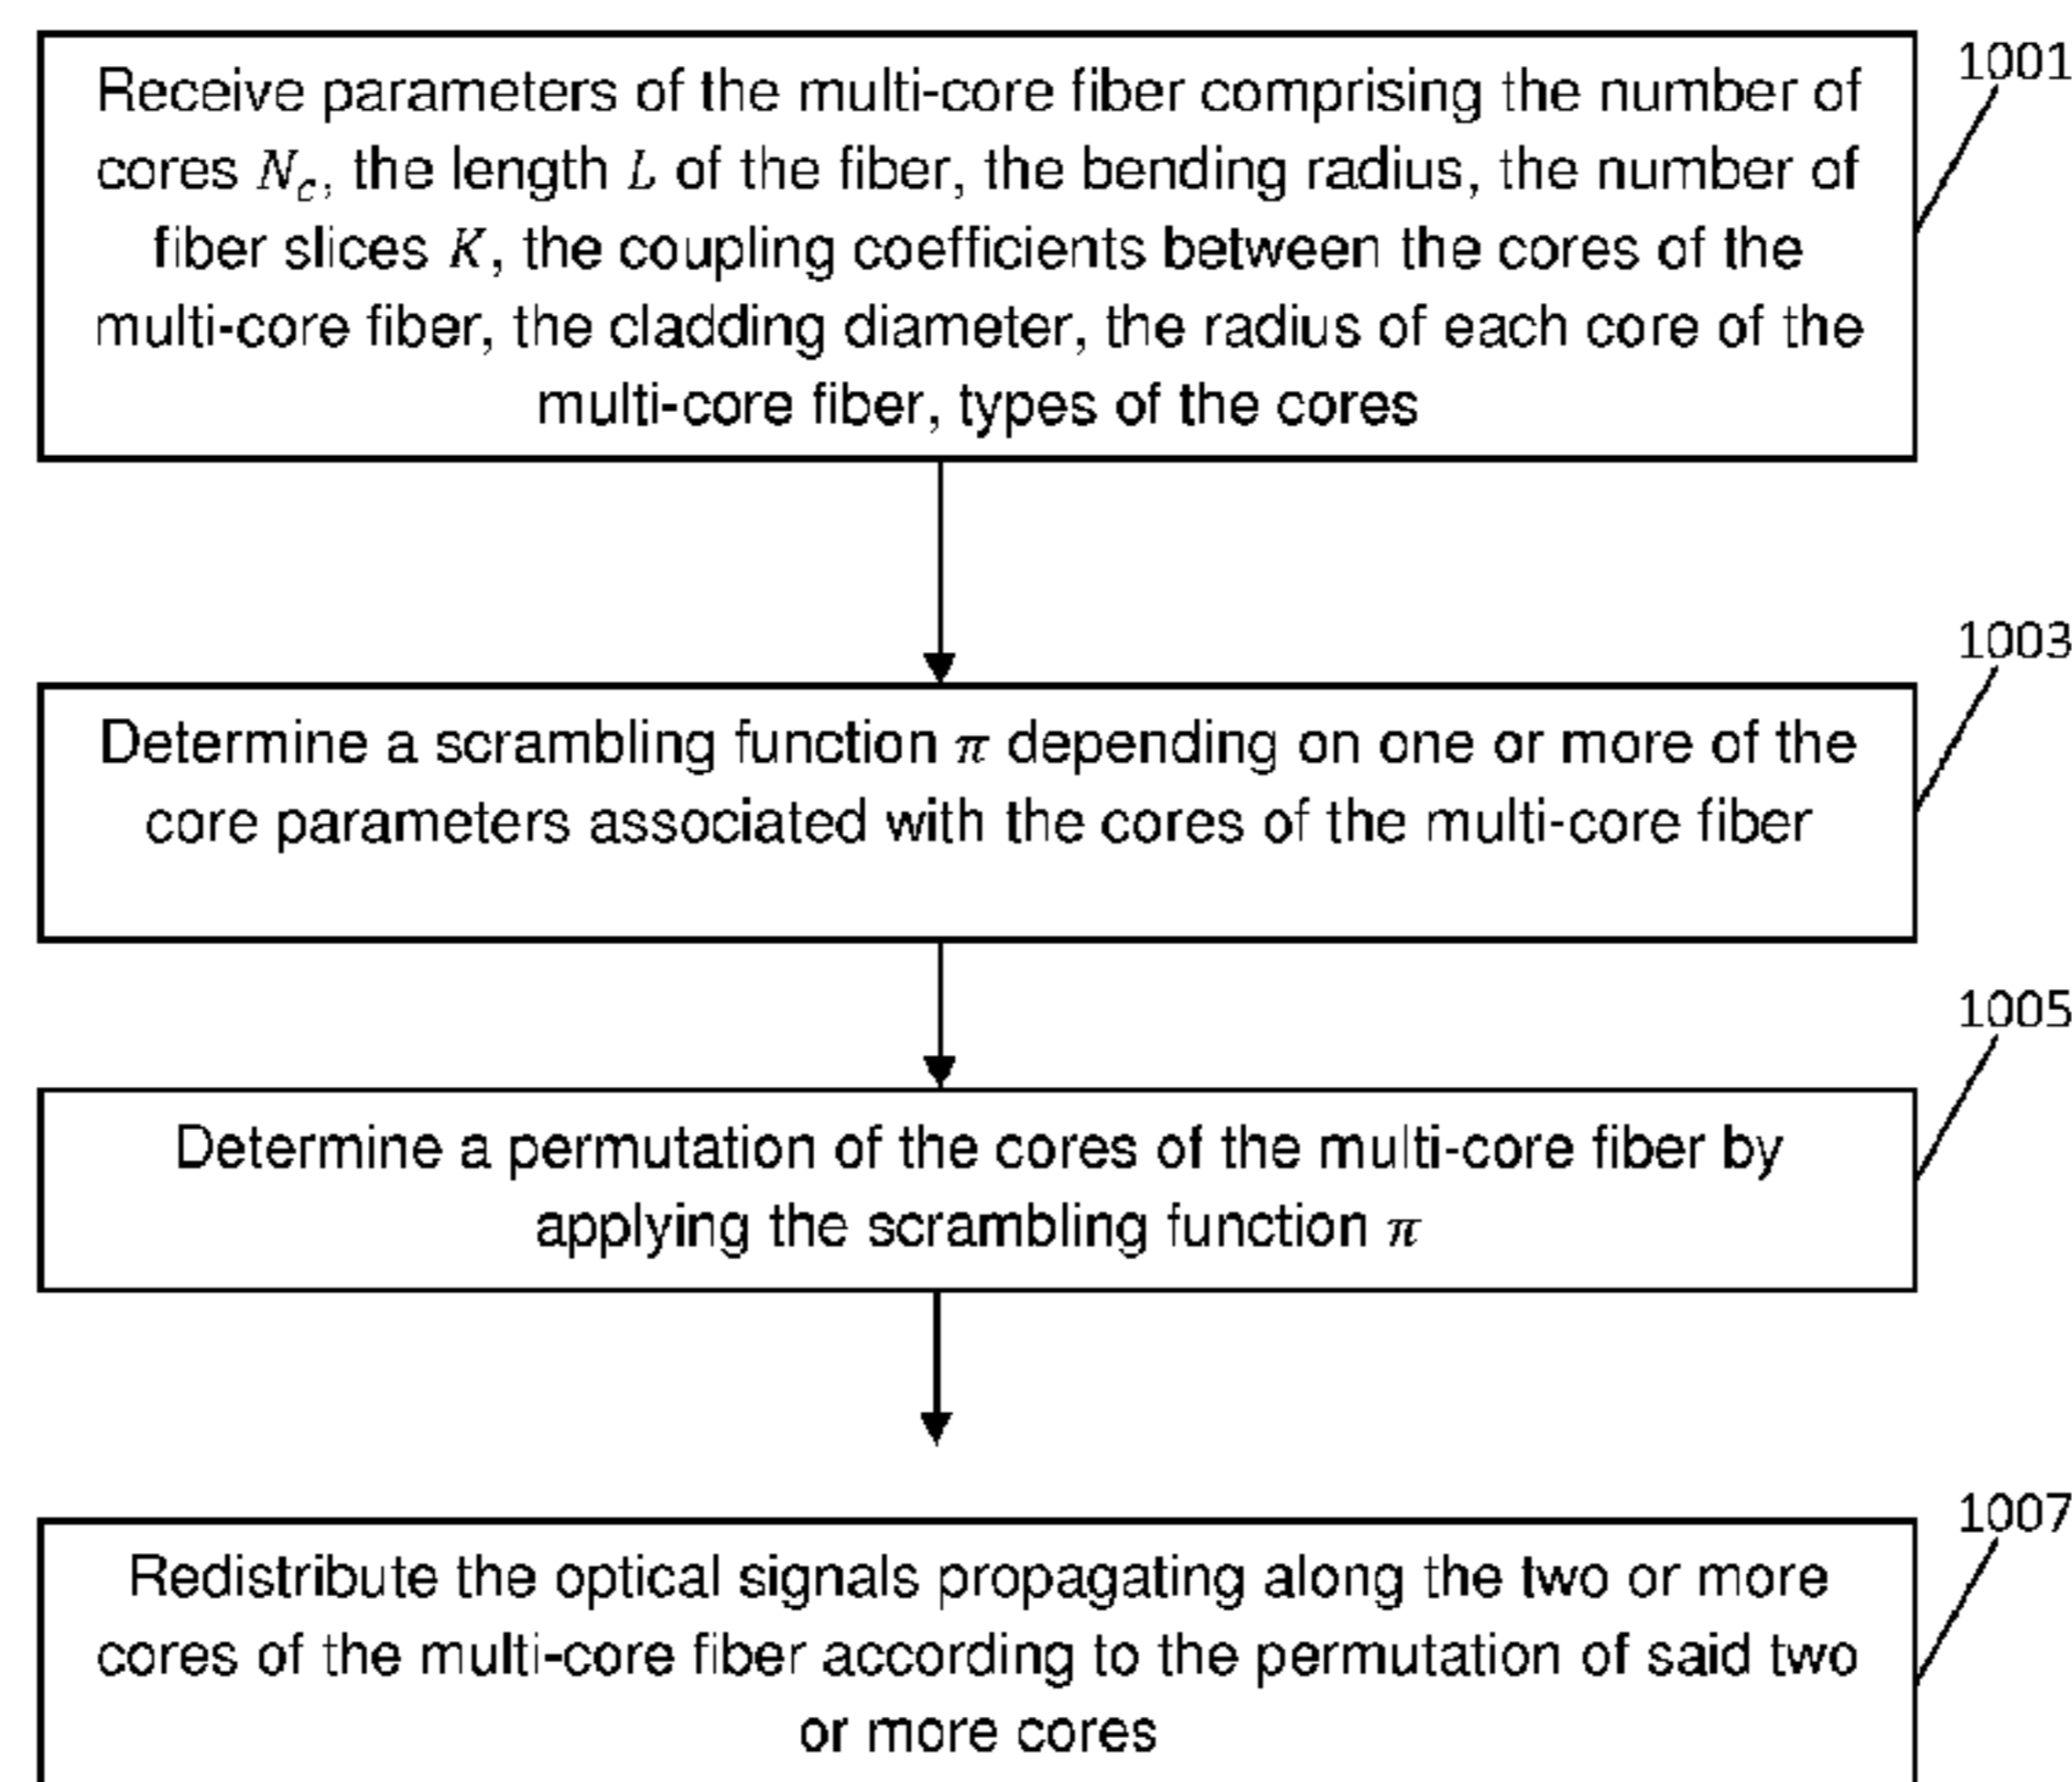 Receive parameters of the multi-core fiber comprising the number of
cores N_c, the length L of the fiber, the bending radius, the number of
fiber slices K, the coupling coefficients between the cores of the
multi-core fiber, the cladding diameter, the radius of each core of the
multi-core fiber, types of the cores
1001
Determine a scrambling function π depending on one or more of the
core parameters associated with the cores of the multi-core fiber
1003
Determine a permutation of the cores of the multi-core fiber by
applying the scrambling function π
1005
Redistribute the optical signals propagating along the two or more
cores of the multi-core fiber according to the permutation of said two
or more cores
1007